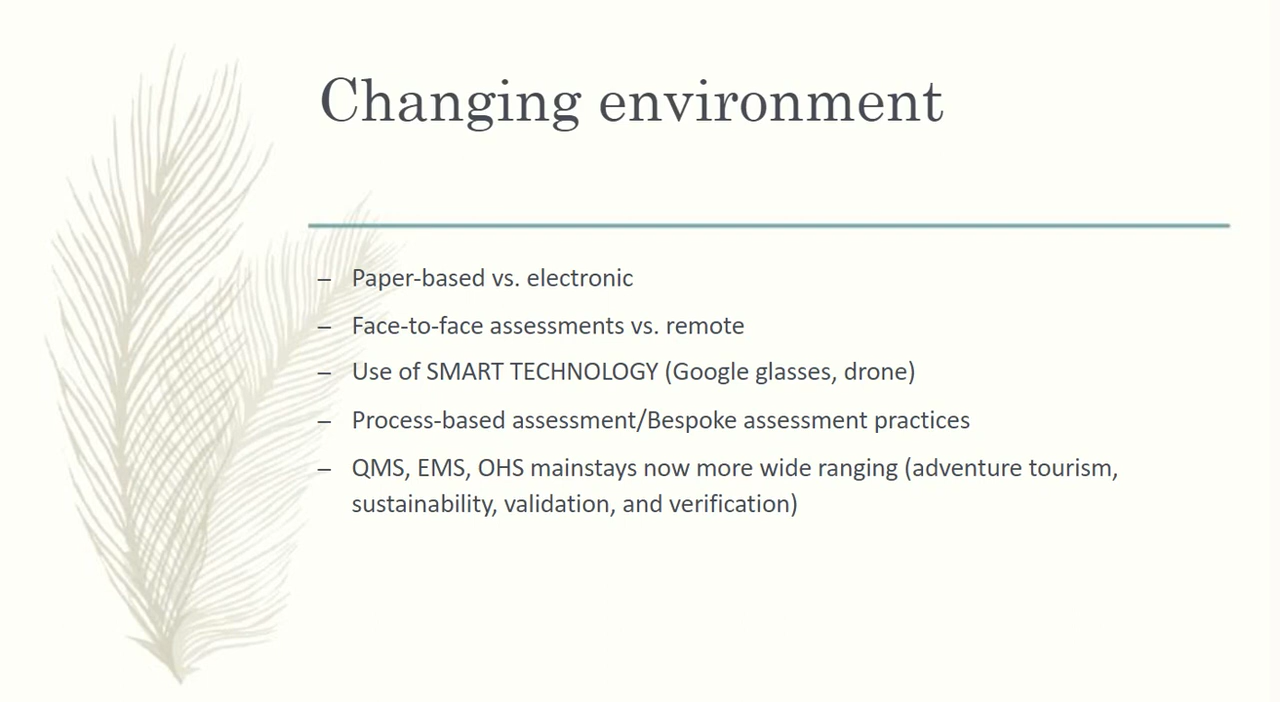 Changing environment
– Paper-based vs. electronic
– Face-to-face assessments vs. remote
– Use of SMART TECHNOLOGY (Google glasses, drone)
– Process-based assessment/Bespoke assessment practices
– QMS, EMS, OHS mainstays now more wide ranging (adventure tourism,
sustainability, validation, and verification)